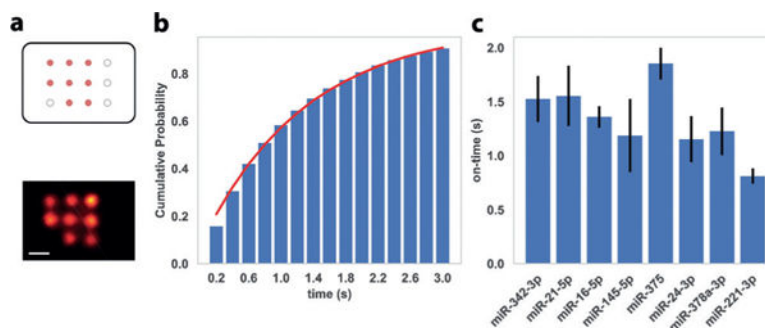 a
b
Cumulative Probability
0.8
0.6
0.4
0.2
0.0
0.2 0.6 1.0 1.4 1.8 2.2 2.6 3.0
time (s)
c
on-time (s)
2.0
1.5
1.0
0.5
0.0
miR-342-3p
miR-21-5p
miR-16-5p
miR-145-5p
miR-375
miR-24-3p
miR-378a-3p
miR-221-3p